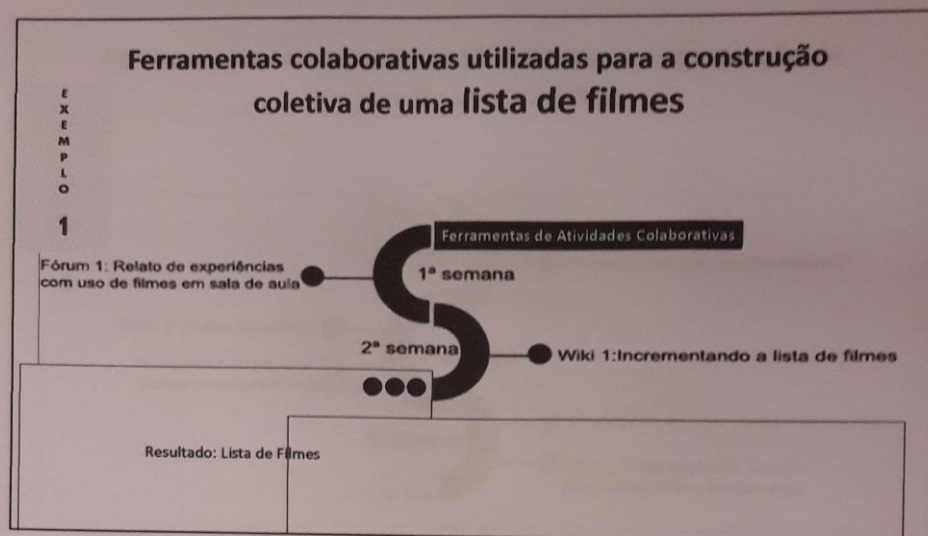 Ferramentas colaborativas utilizadas para a construção
coletiva de uma lista de filmes
EXEMPLO
1
Ferramentas de Atividades Colaborativas
Fórum 1: Relato de experiências
com uso de filmes em sala de aula
1ª semana
2ª semana
Wiki 1:Incrementando a lista de filmes
Resultado: Lista de Filmes